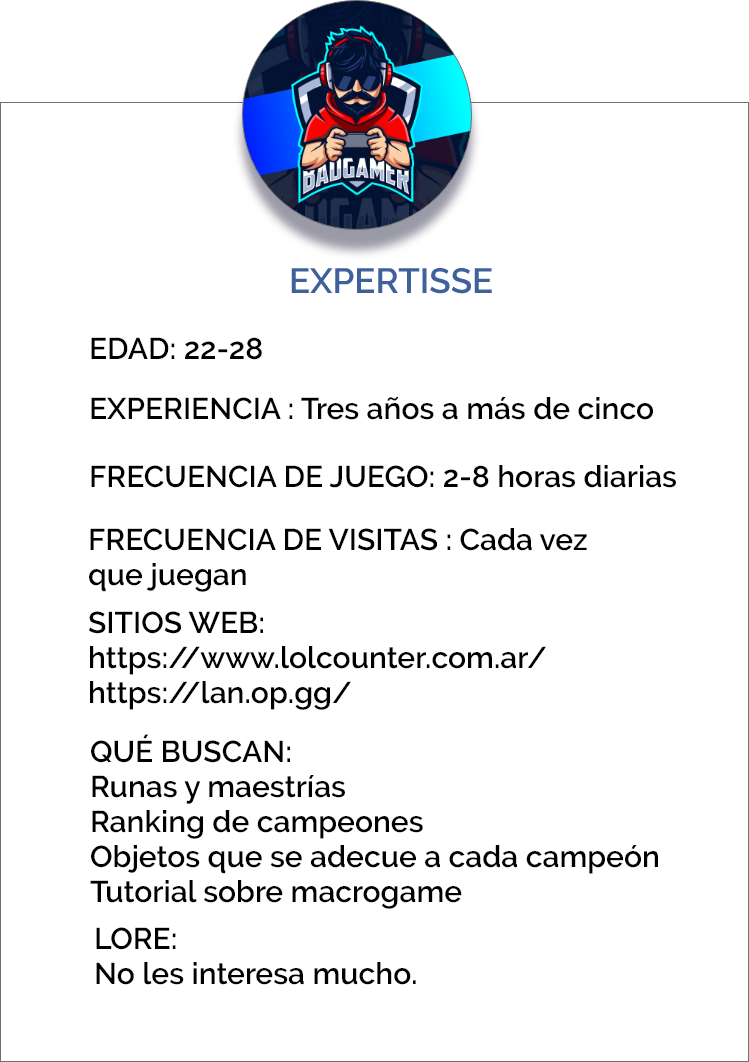 BADGAMER
EXPERTISSE
EDAD: 22-28
EXPERIENCIA : Tres años a más de cinco
FRECUENCIA DE JUEGO: 2-8 horas diarias
FRECUENCIA DE VISITAS : Cada vez
que juegan
SITIOS WEB:
https://www.lolcounter.com.ar/
https://lan.op.gg/
QUÉ BUSCAN:
Runas y maestrías
Ranking de campeones
Objetos que se adecue a cada campeón
Tutorial sobre macrogame
LORE:
No les interesa mucho.